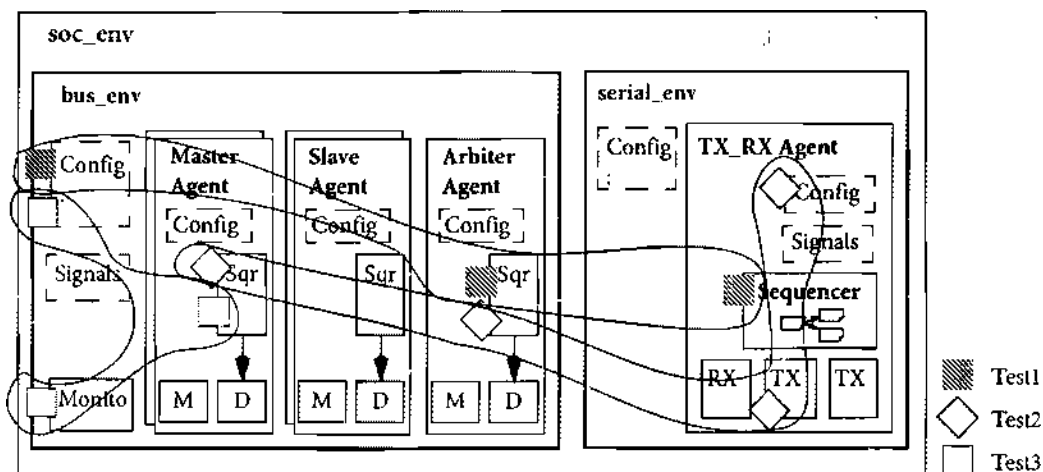 soc_env
bus_env
serial_env
Config
Master
Agent
Slave
Agent
Arbiter
Agent
Config
TX_RX Agent
Config
Config
Config
Config
Signals
Sqr
Sqr
Sqr
Signals
Sequencer
Monito
M
D
M
D
M
D
RX
TX
TX
Test1
Test2
Test3